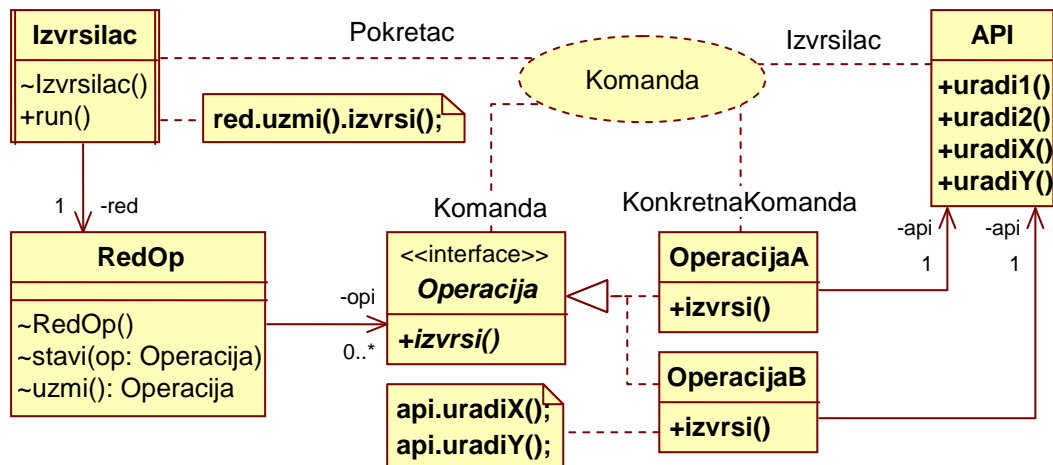 Izvrsilac
~Izvrsilac()
+run()
Pokretac
Komanda
Izvrsilac
API
+uradi1()
+uradi2()
+uradiX()
+uradiY()
red.uzmi().izvrsi();
1
-red
Komanda
KonkretnaKomanda
-api
1
-api
1
RedOp
~RedOp()
~stavi(op: Operacija)
~uzmi(): Operacija
-opi
0..*
<<interface>>
Operacija
+izvrsi()
OperacijaA
+izvrsi()
OperacijaB
+izvrsi()
api.uradiX();
api.uradiY();